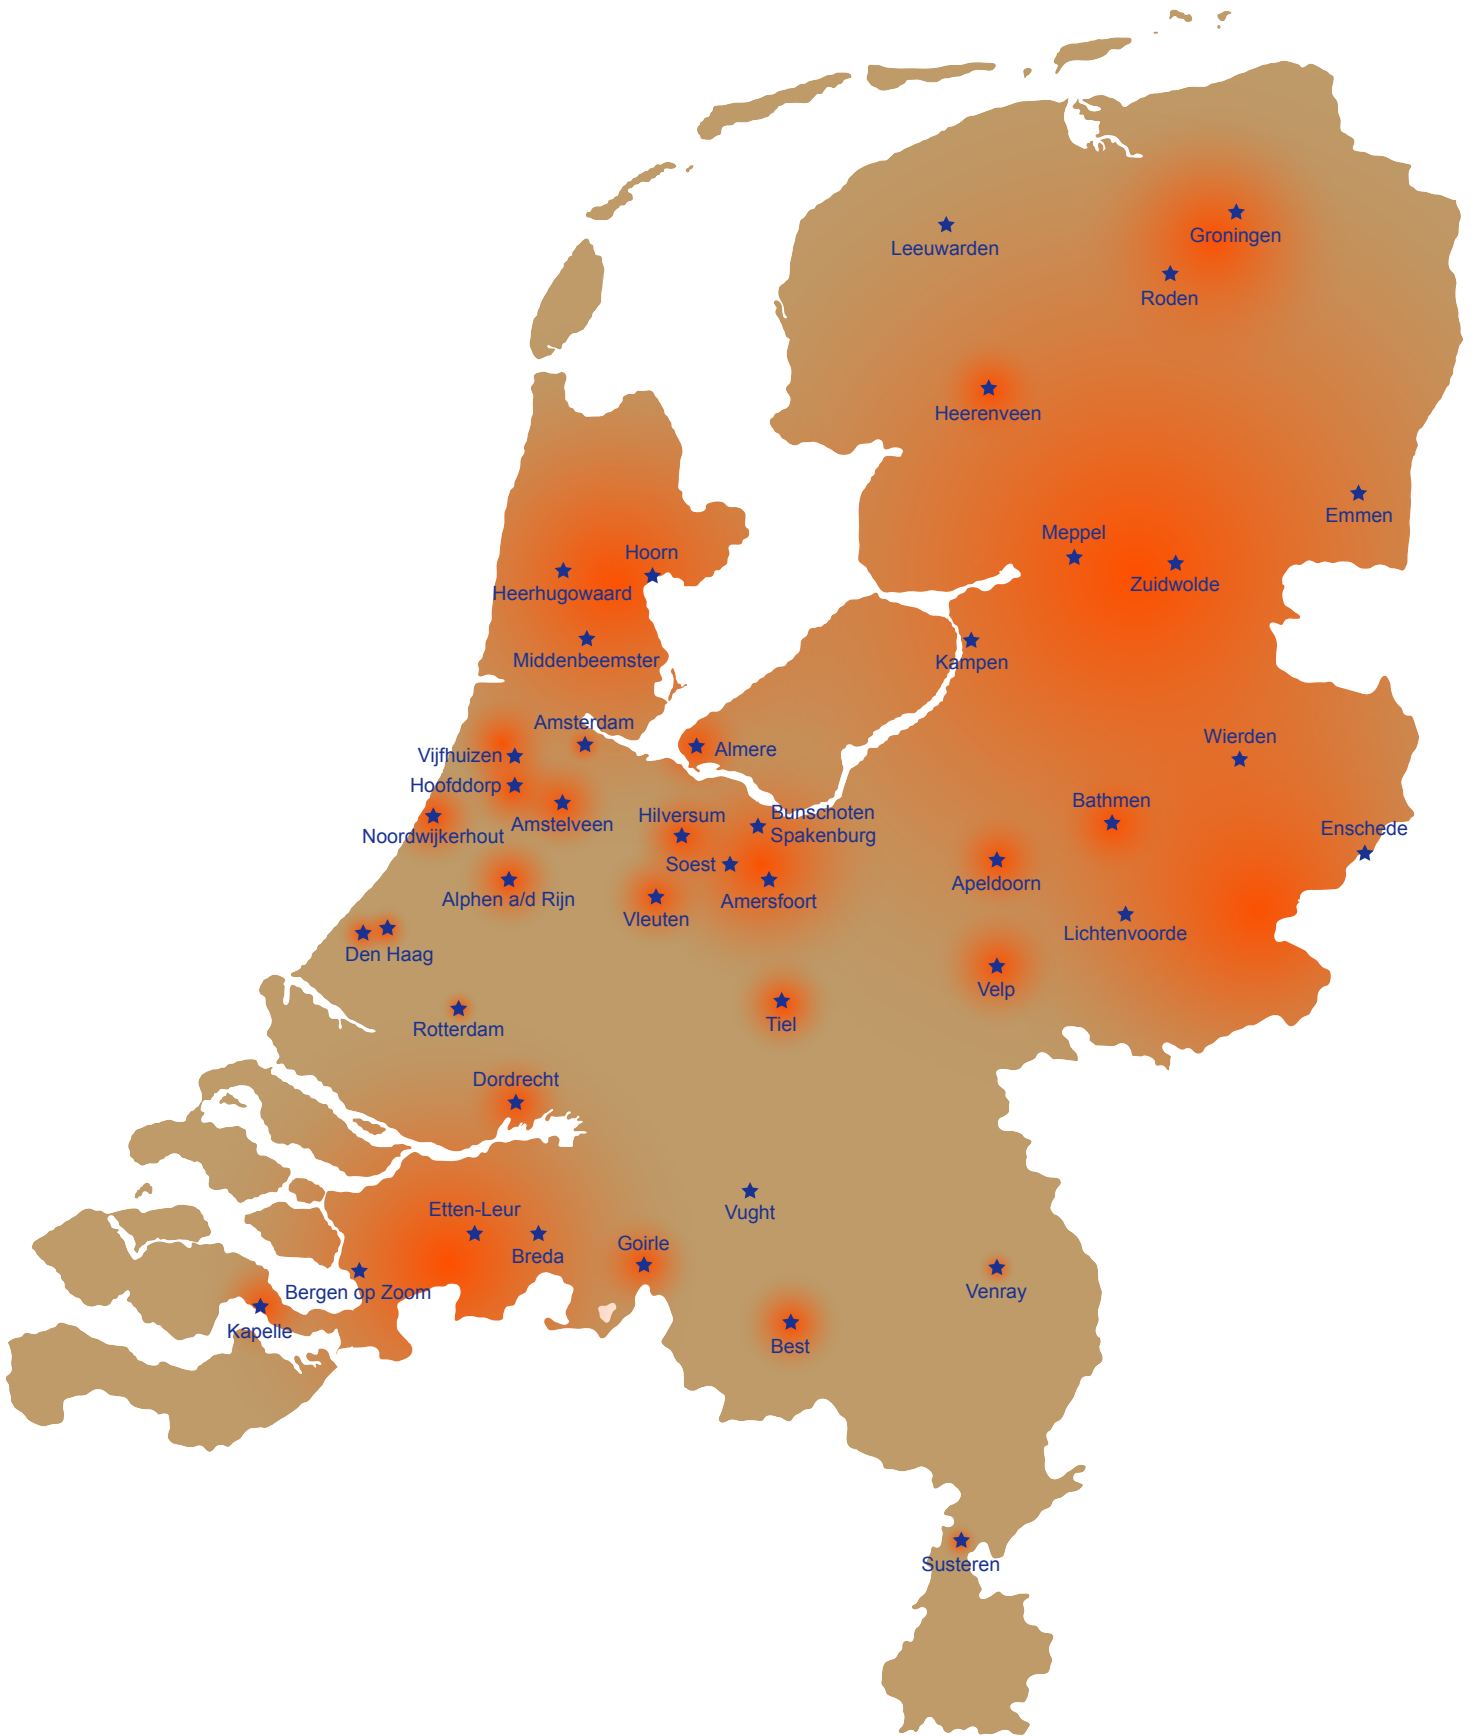 Groningen
Leeuwarden
Roden
Heerenveen
Emmen
Meppel
Hoorn
Zuidwolde
Heerhugowaard
Middenbeemster
Kampen
Amsterdam
Wierden
Almere
Vijfhuizen
Hoofddorp
Bathmen
Hilversum
Bunschoten
Spakenburg
Amstelveen
Enschede
Noordwijkerhout
Soest
Apeldoorn
Alphen a/d Rijn
Amersfoort
Vleuten
Lichtenvoorde
Den Haag
Velp
Tiel
Rotterdam
Dordrecht
Etten-Leur
Vught
Goirle
Breda
Bergen op Zoom
Venray
Kapelle
Best
Susteren